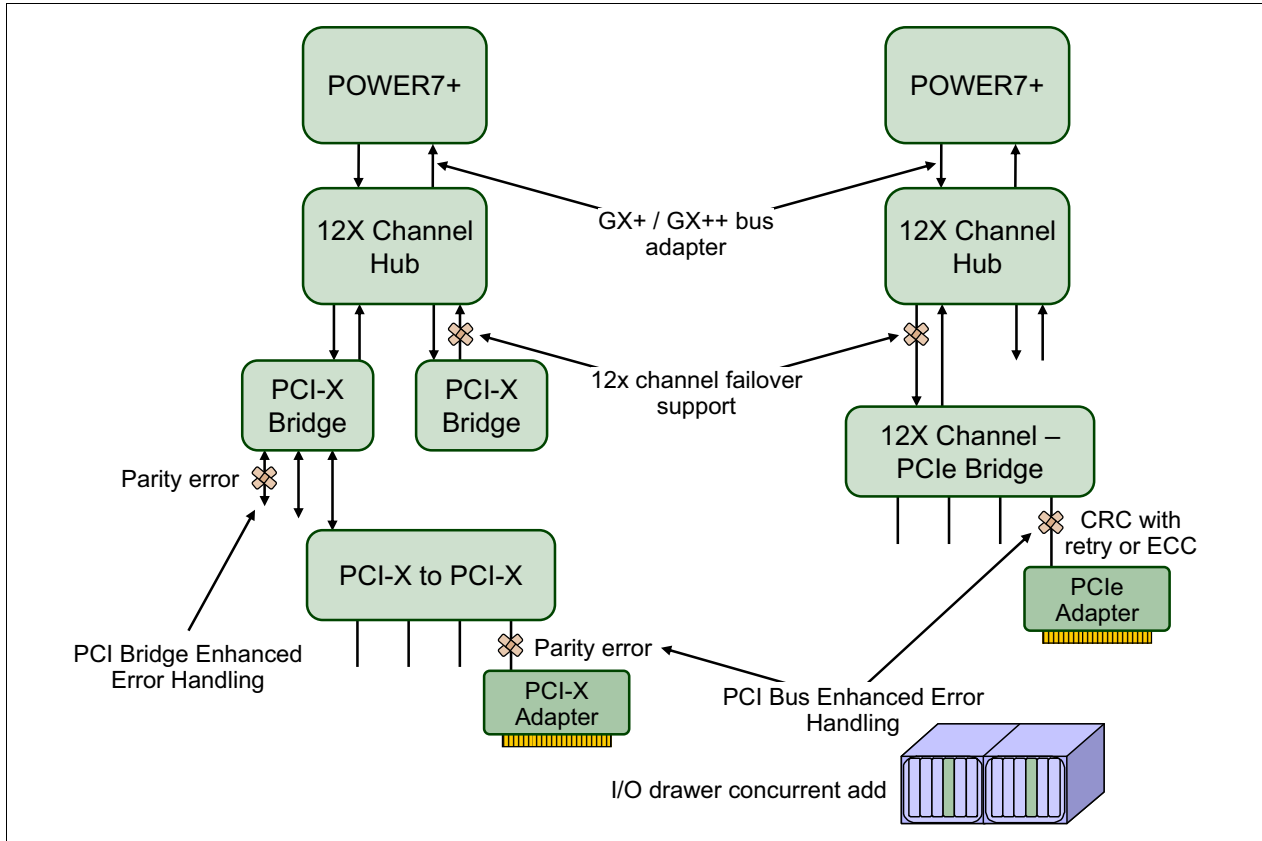 POWER7+
POWER7+
12X Channel
Hub
GX+ / GX++ bus
adapter
12X Channel
Hub
PCI-X
Bridge
PCI-X
Bridge
12x channel failover
support
12X Channel –
PCIe Bridge
Parity error
CRC with
retry or ECC
PCI-X to PCI-X
PCIe
Adapter
PCI Bridge Enhanced
Error Handling
Parity error
PCI-X
Adapter
PCI Bus Enhanced Error
Handling
I/O drawer concurrent add